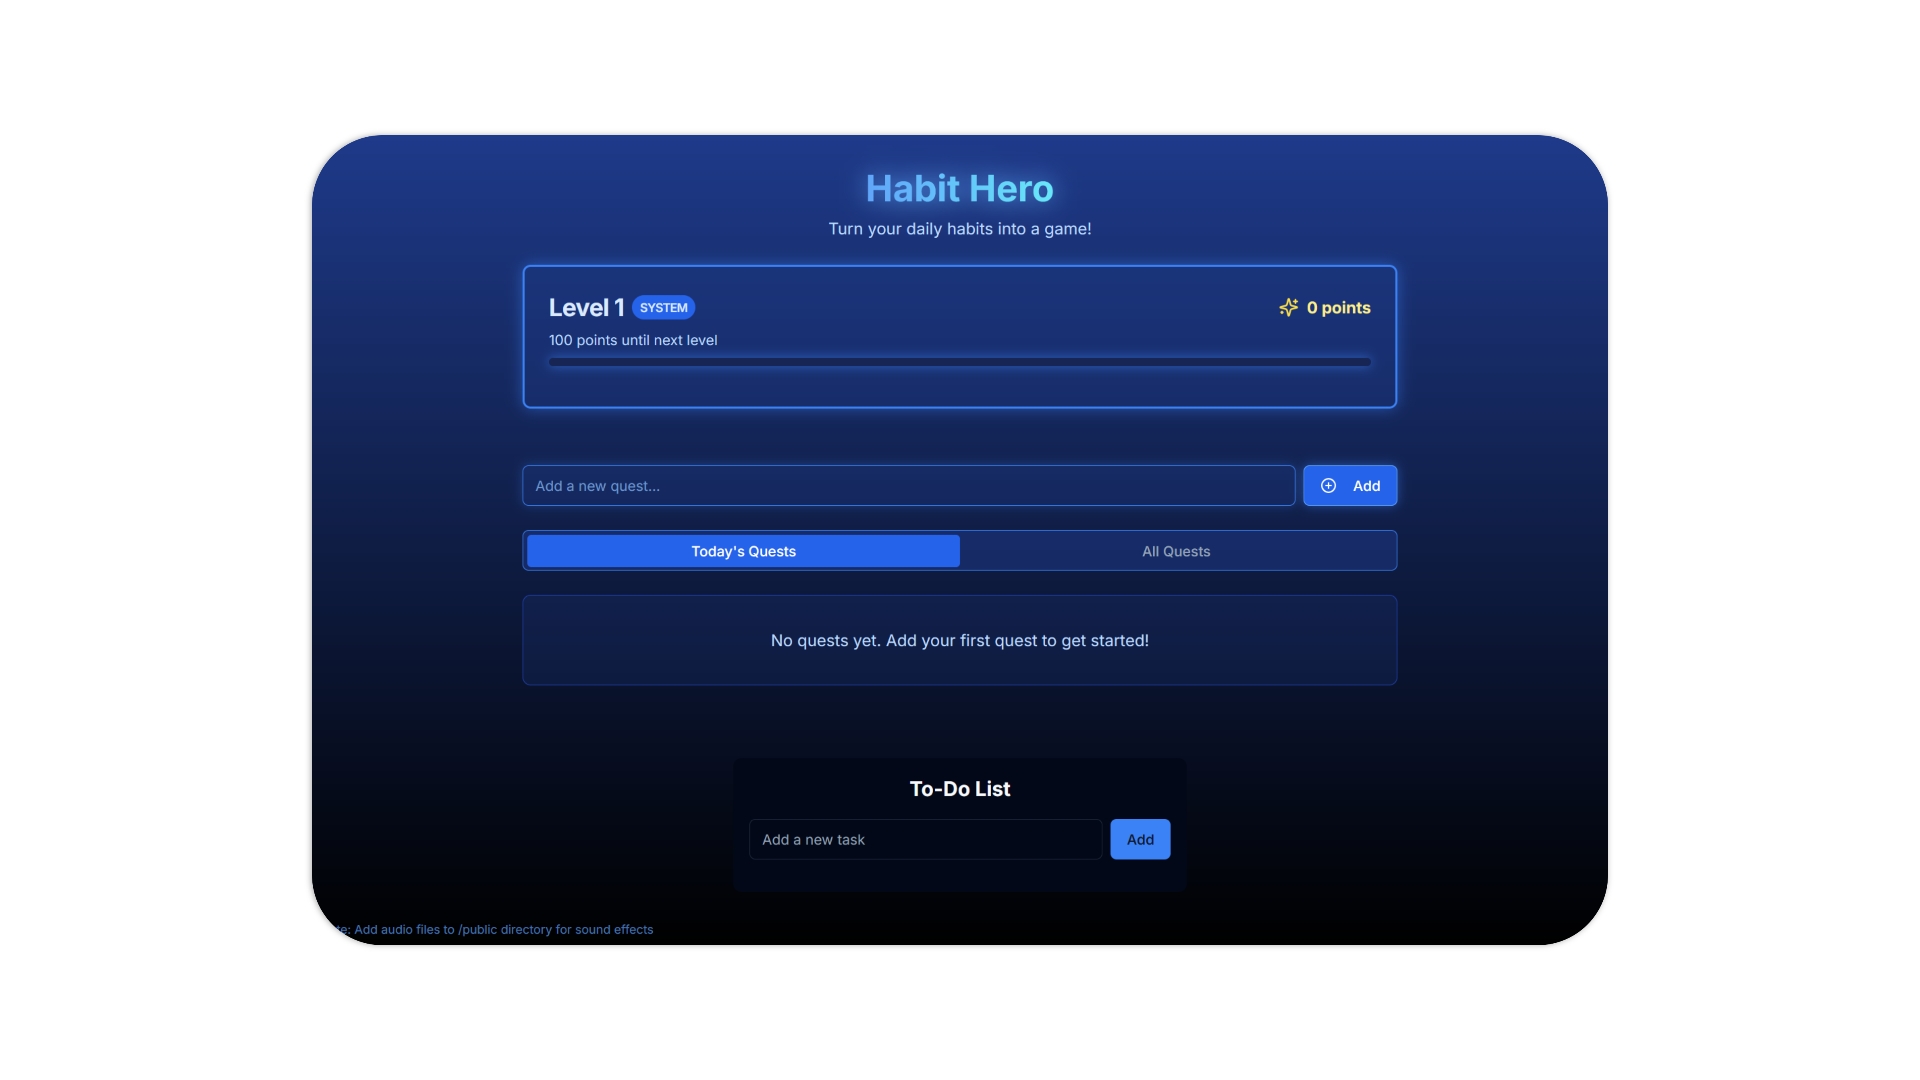 Habit Hero
Turn your daily habits into a game!
Level 1 SYSTEM
0 points
100 points until next level
Add a new quest...
Add
Today's Quests
All Quests
No quests yet. Add your first quest to get started!
To-Do List
Add a new task
Add
Add audio files to /public directory for sound effects